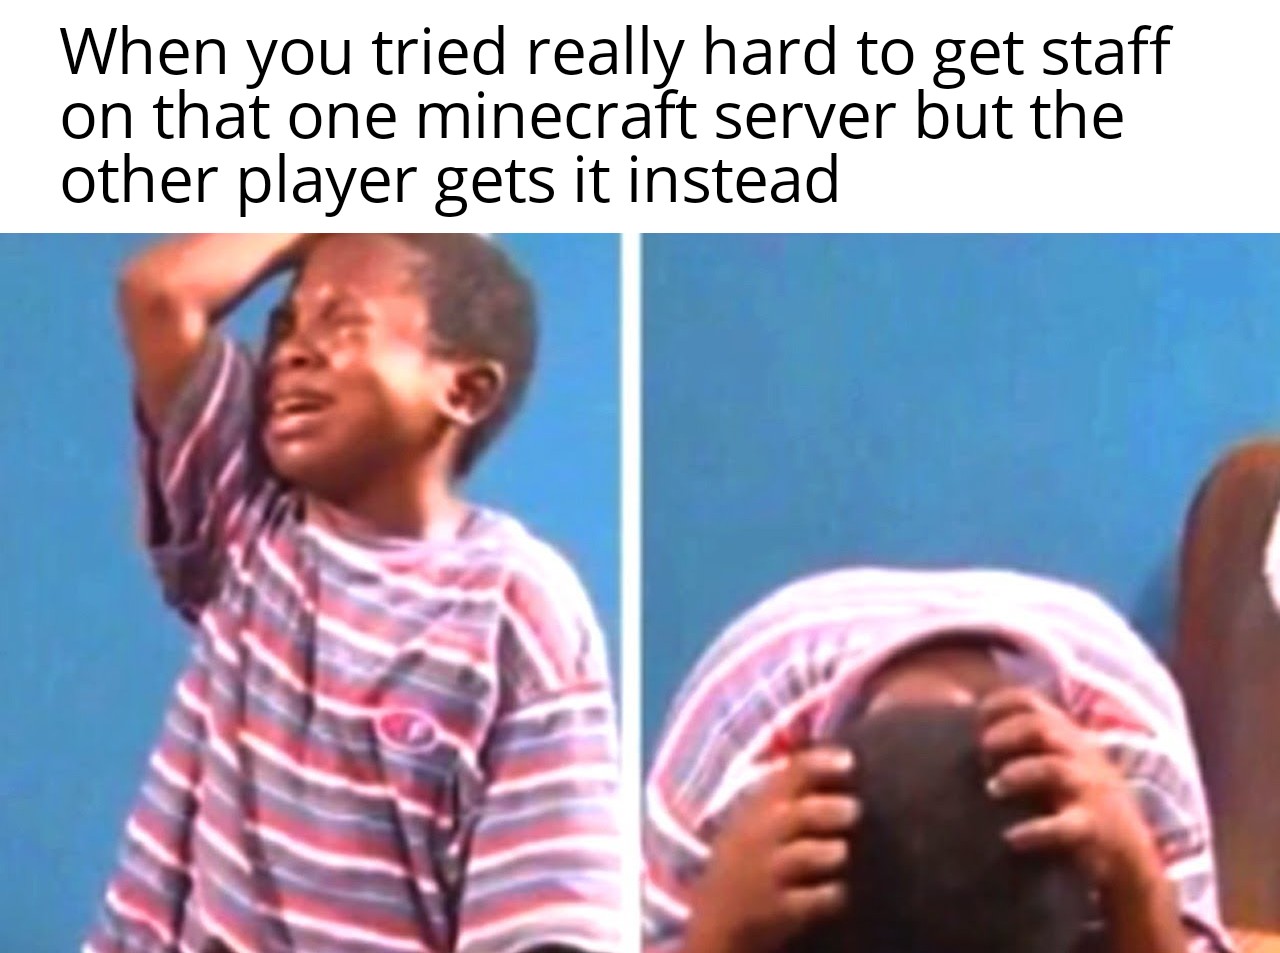 When you tried really hard to get staff
on that one minecraft server but the
other player gets it instead